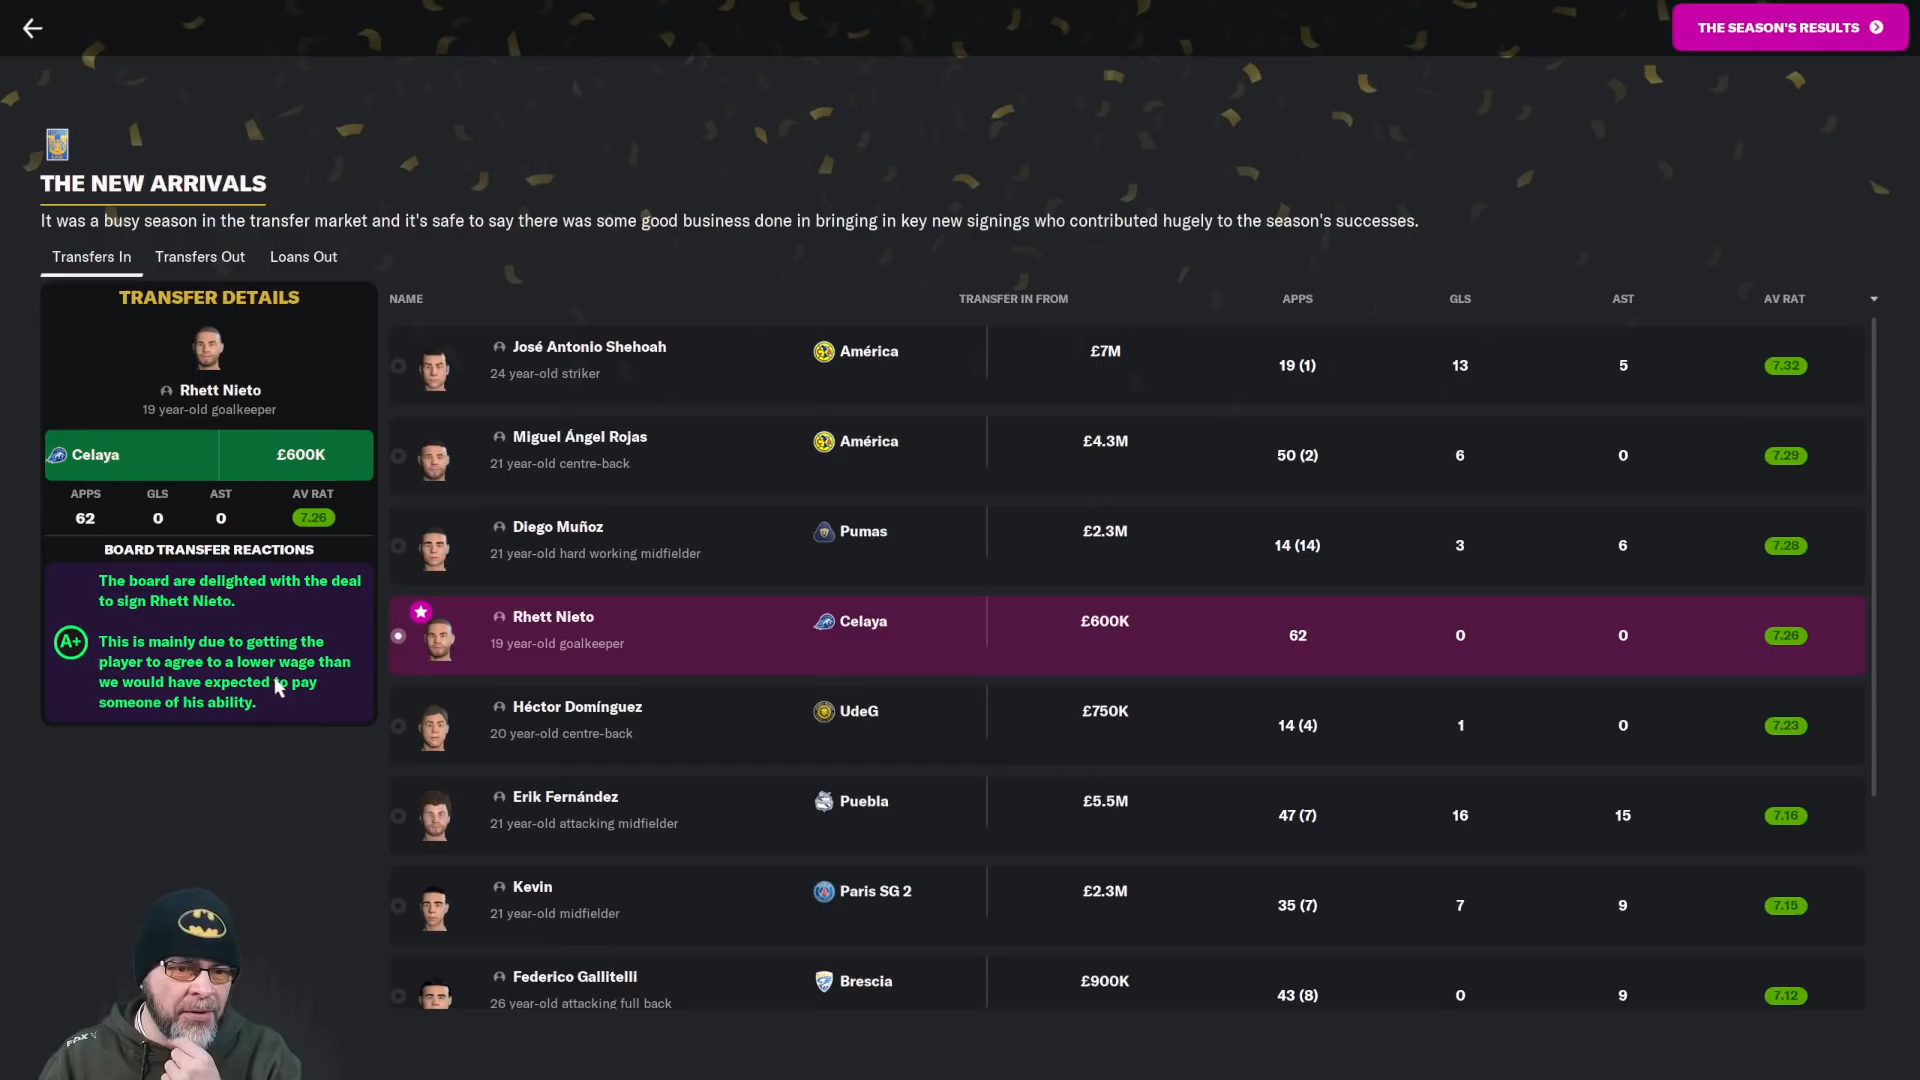 THE SEASON'S RESULTS
THE NEW ARRIVALS
It was a busy season in the transfer market and it's safe to say there was some good business done in bringing in key new signings who contributed hugely to the season's successes.
Transfers In Transfers Out Loans Out
TRANSFER DETAILS
Rhett Nieto
19 year-old goalkeeper
Celaya £600K
APPS GLS AST AV RAT
62 0 0 7.26
BOARD TRANSFER REACTIONS
The board are delighted with the deal
to sign Rhett Nieto.
A+
This is mainly due to getting the
player to agree to a lower wage than
we would have expected to pay
someone of his ability.
NAME TRANSFER IN FROM APPS GLS AST AV RAT
José Antonio Shehoah América £7M 19 (1) 13 5 7.32
24 year-old striker
Miguel Ángel Rojas América £4.3M 50 (2) 6 0 7.29
21 year-old centre-back
Diego Muñoz Pumas £2.3M 14 (14) 3 6 7.28
21 year-old hard working midfielder
Rhett Nieto Celaya £600K 62 0 0 7.26
19 year-old goalkeeper
Héctor Domínguez UdeG £750K 14 (4) 1 0 7.23
20 year-old centre-back
Erik Fernández Puebla £5.5M 47 (7) 16 15 7.16
21 year-old attacking midfielder
Kevin Paris SG 2 £2.3M 35 (7) 7 9 7.15
21 year-old midfielder
Federico Gallitelli Brescia £900K 43 (8) 0 9 7.12
26 year-old attacking full back